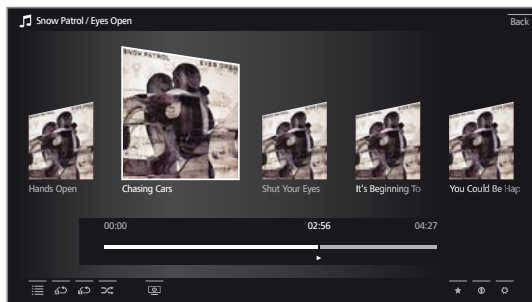 Snow Patrol / Eyes Open
Back
SNOW PATROL EYES OPEN
Hands Open
Chasing Cars
Shut Your Eyes
It's Beginning To
You Could Be Hap
00:00 02:56 04:27